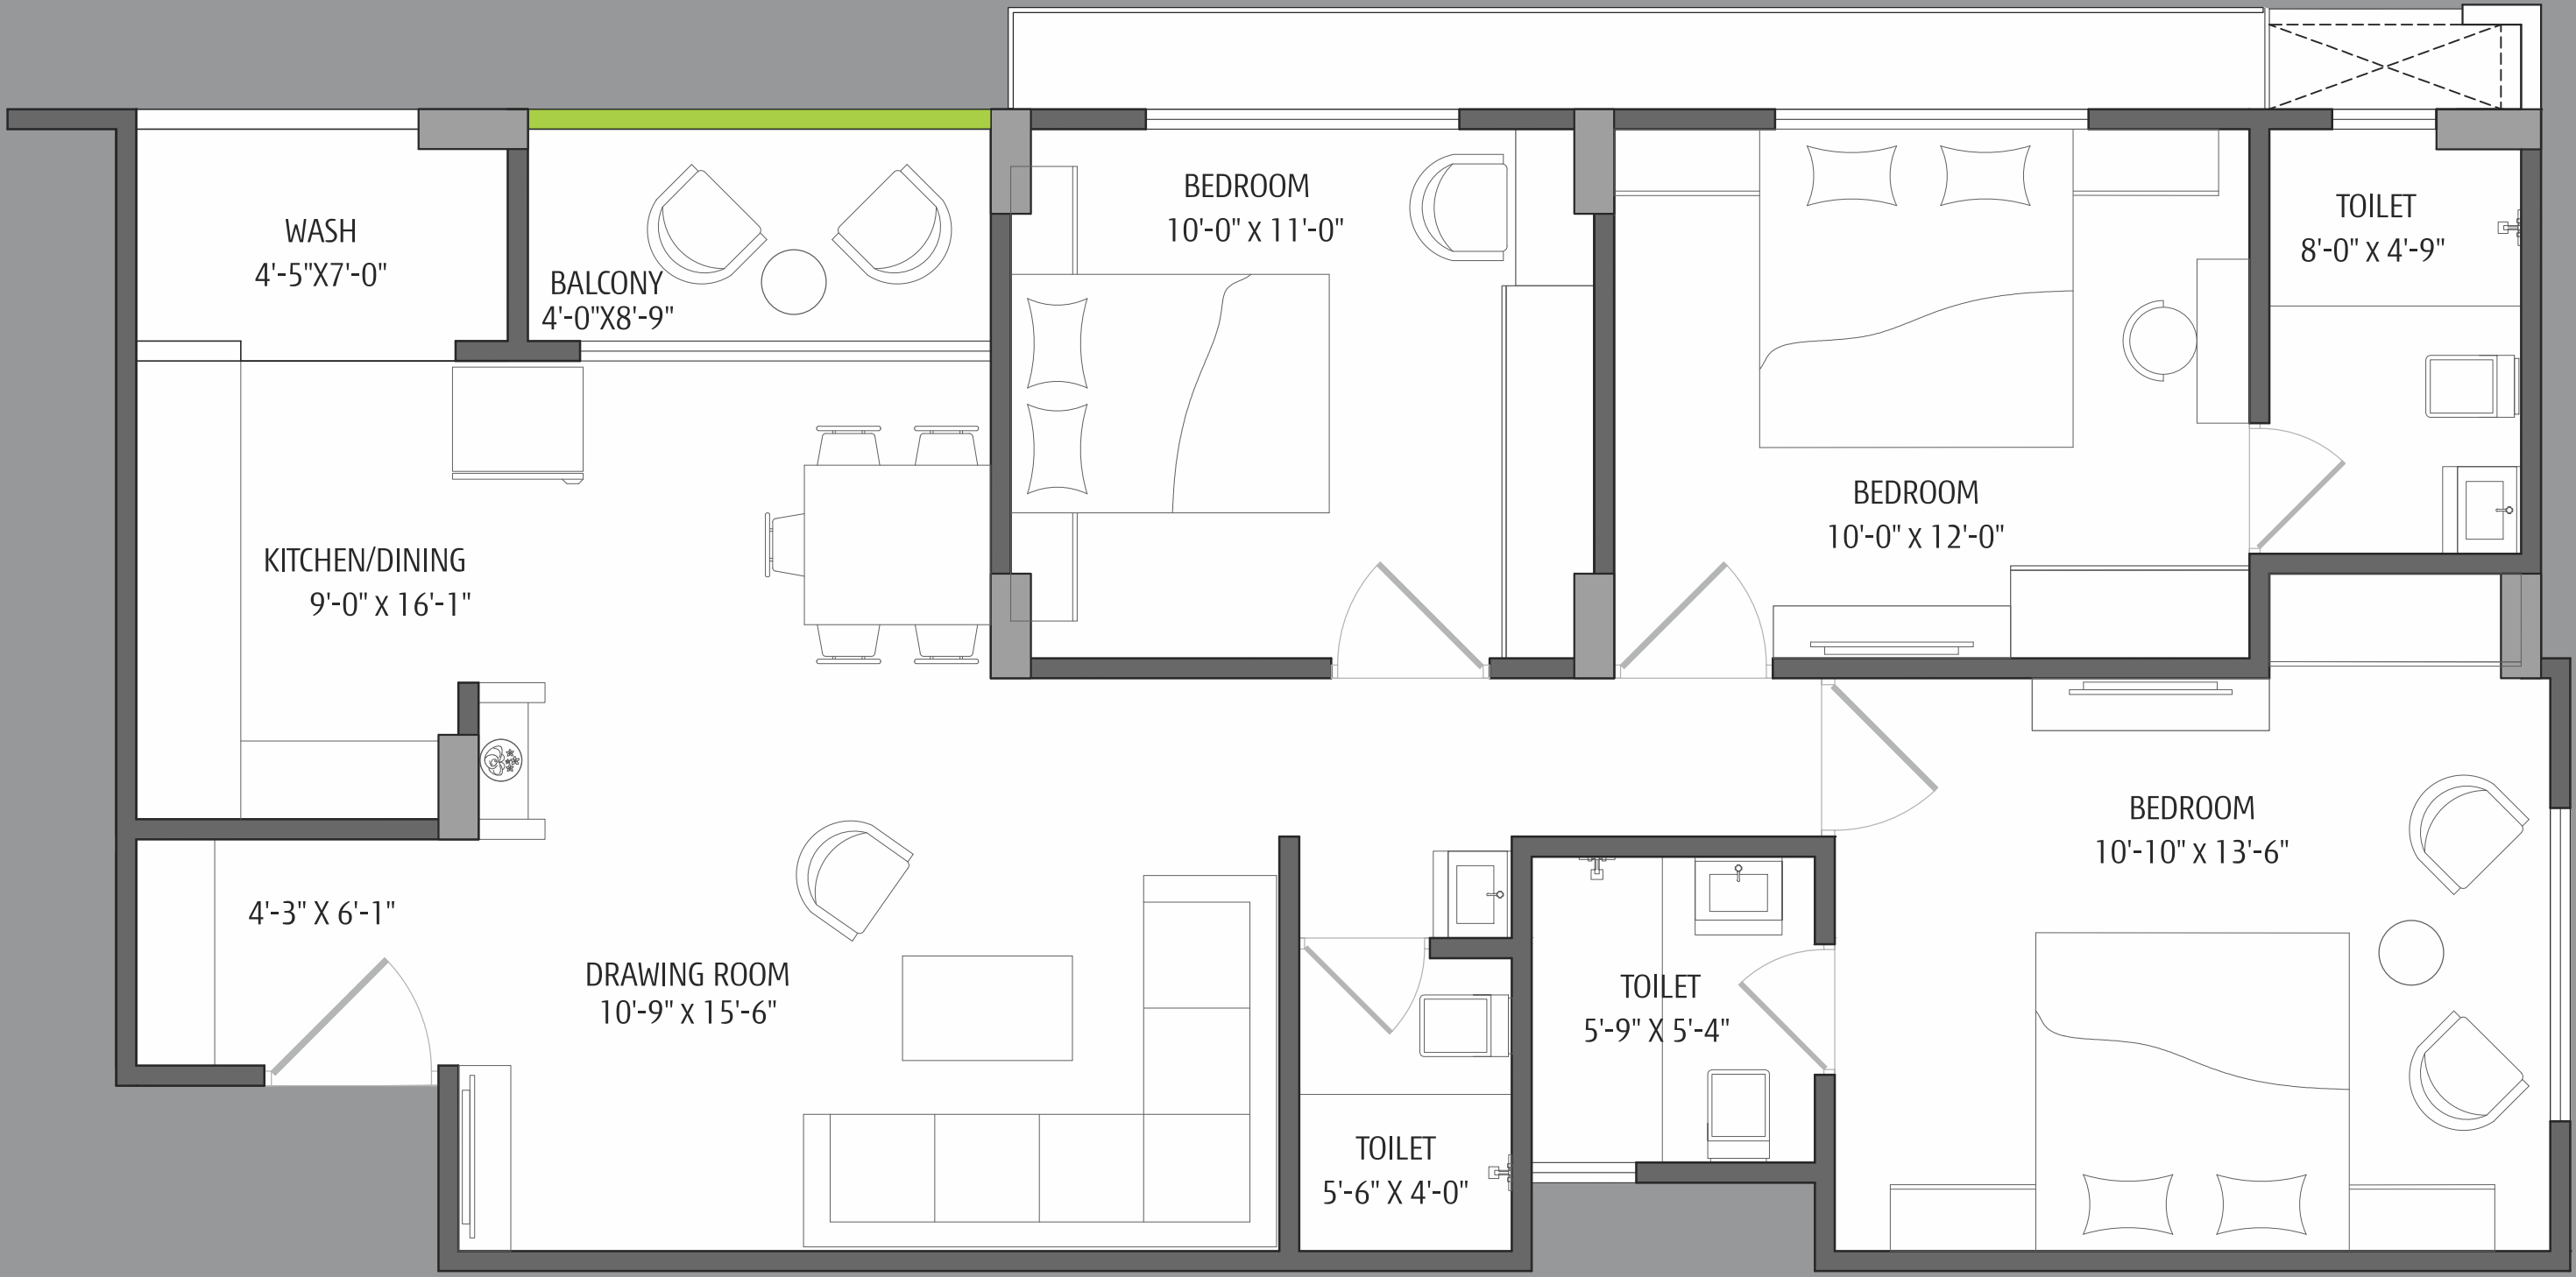 WASH
4'-5"X7'-0"
BALCONY
4'-0"X8'-9"
BEDROOM
10'-0" X 11'-0"
BEDROOM
10'-0" X 12'-0"
TOILET
8'-0" X 4'-9"
KITCHEN/DINING
9'-0" X 16'-1"
4'-3" X 6'-1"
DRAWING ROOM
10'-9" X 15'-6"
TOILET
5'-6" X 4'-0"
TOILET
5'-9" X 5'-4"
BEDROOM
10'-10" X 13'-6"